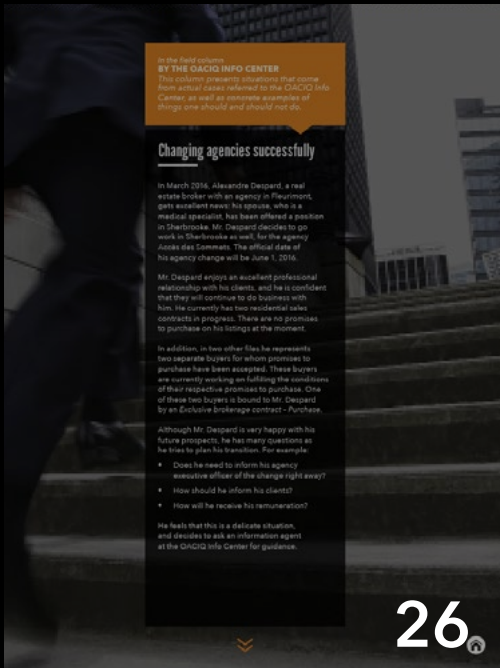 In the field column
BY THE OACIQ INFO CENTER
This column presents situations that come
from actual cases referred to the OACIQ Info
Center, as well as concrete examples of
things one should and should not do.
Changing agencies successfully
In March 2016, Alexandre Despard, a real
estate broker with an agency in Fleurimont,
gets excellent news: his spouse, who is a
medical specialist, has been offered a position
in Sherbrooke. Mr. Despard decides to go
work in Sherbrooke as well, for the agency
Accès des Sommets. The official date of
his agency change will be June 1, 2016.
Mr. Despard enjoys an excellent professional
relationship with his clients, and he is confident
that they will continue to do business with
him. He currently has two residential sales
contracts in progress. There are no promises
to purchase on his listings at the moment.
In addition, in two other files he represents
two separate buyers for whom promises to
purchase have been accepted. These buyers
are currently working on fulfilling the conditions
of their respective promises to purchase. One
of these two buyers is bound to Mr. Despard
by an Exclusive brokerage contract – Purchase.
Although Mr. Despard is very happy with his
future prospects, he has many questions as
he tries to plan his transition. For example:
• Does he need to inform his agency
executive officer of the change right away?
• How should he inform his clients?
• How will he receive his remuneration?
He feels that this is a delicate situation,
and decides to ask an information agent
at the OACIQ Info Center for guidance.
26